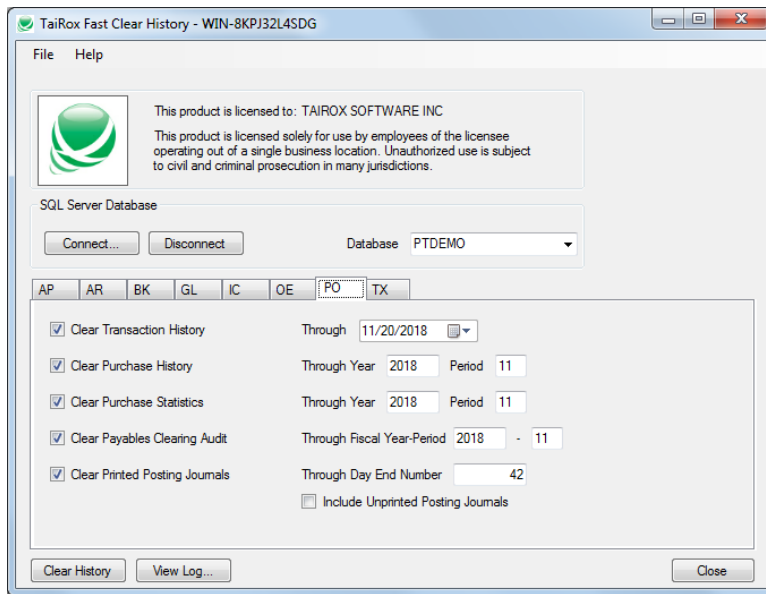 TaiRox Fast Clear History - WIN-8KPJ32L4SDG
File Help
This product is licensed to: TAIROX SOFTWARE INC
This product is licensed solely for use by employees of the licensee
operating out of a single business location. Unauthorized use is subject
to civil and criminal prosecution in many jurisdictions.
SQL Server Database
Connect... Disconnect Database PTDEMO
AP AR BK GL IC OE PO TX
Clear Transaction History Through 11/20/2018
Clear Purchase History Through Year 2018 Period 11
Clear Purchase Statistics Through Year 2018 Period 11
Clear Payables Clearing Audit Through Fiscal Year-Period 2018 - 11
Clear Printed Posting Journals Through Day End Number 42
Include Unprinted Posting Journals
Clear History View Log... Close